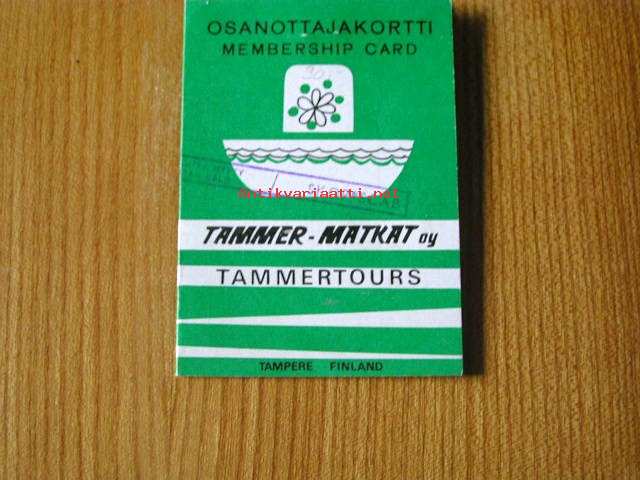 OSANOTTAJAKORTTI
MEMBERSHIP CARD
Antikvariaatti.net
TAMMER-MATKAT oy
TAMMERTOURS
TAMPERE FINLAND